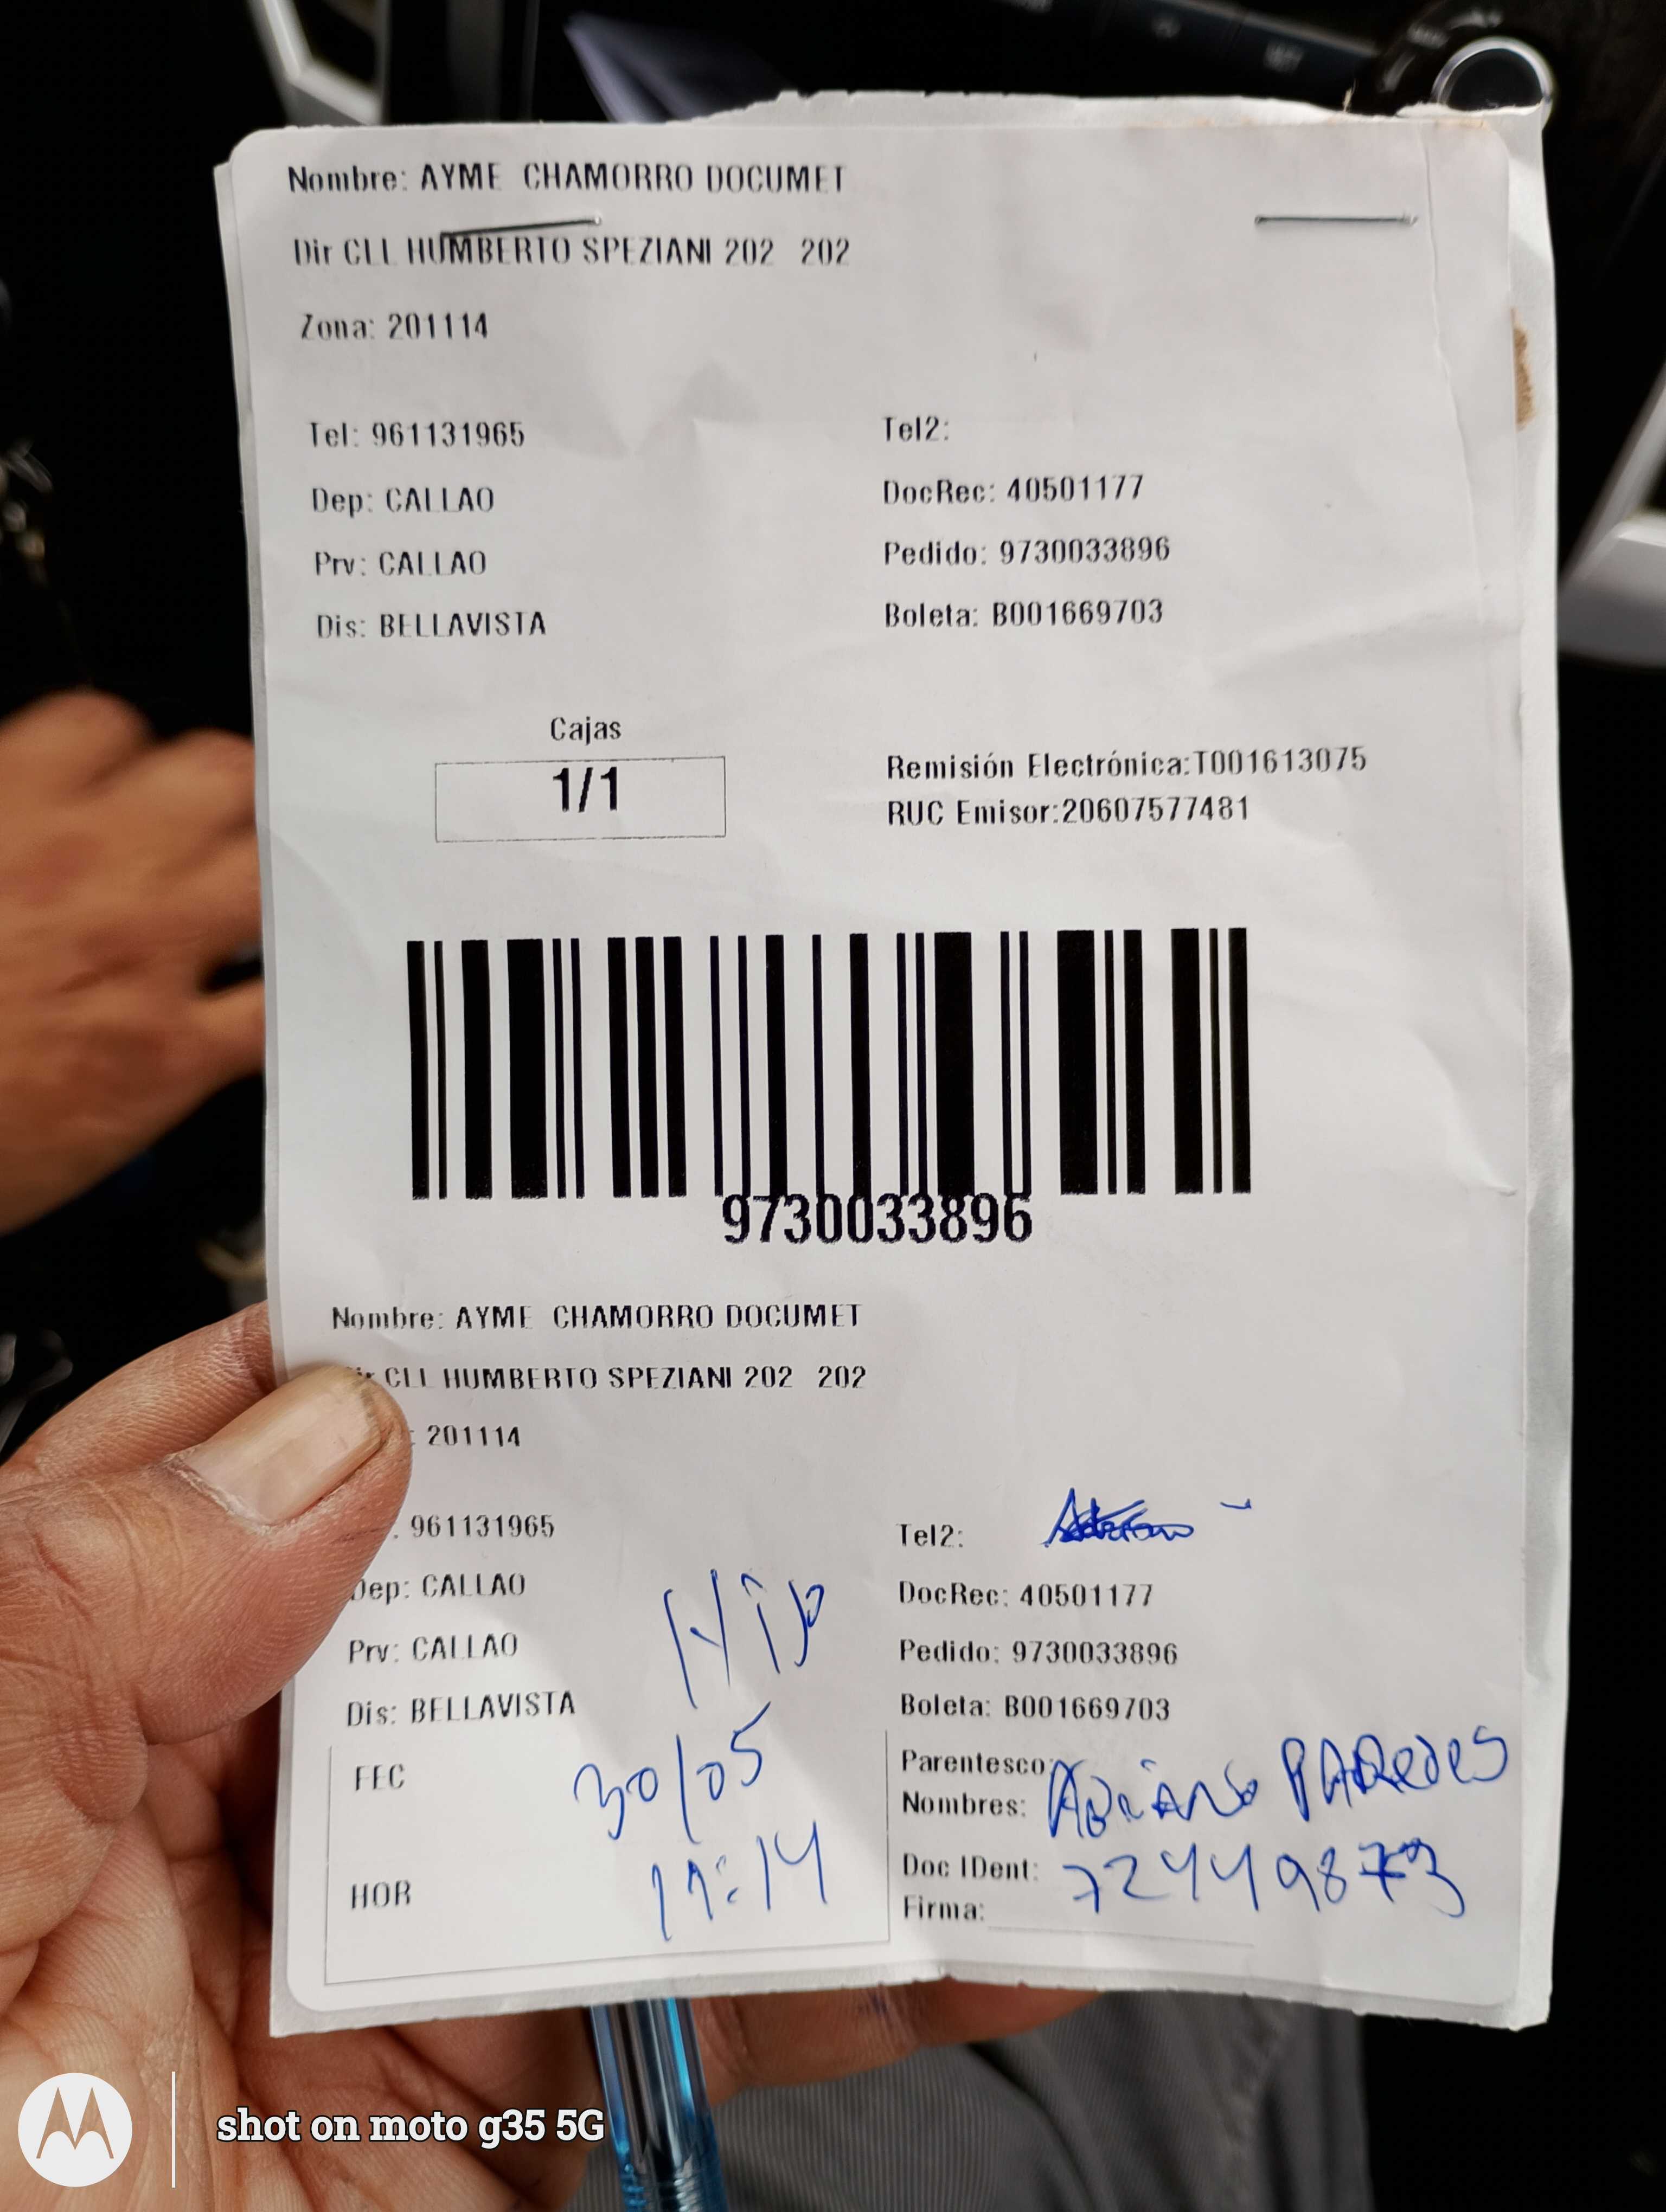 Nombre: AYME CHAMORRO DOCUMET
Dir CLL HUMBERTO SPEZIANI 202 202
Zona: 201114
Tel: 961131965 Tel2:
Dep: CALLAO DocRec: 40501177
Prv: CALLAO Pedido: 9730033896
Dis: BELLAVISTA Boleta: B001669703
Cajas
1/1
Remisión Electrónica:T001613075
RUC Emisor:20607577481
9730033896
Nombre: AYME CHAMORRO DOCUMET
CLL HUMBERTO SPEZIANI 202 202
: 201114
961131965 Tel2:
Dep: CALLAO DocRec: 40501177
Hijo
Prv: CALLAO Pedido: 9730033896
Dis: BELLAVISTA Boleta: B001669703
FEC 30/05
Parentesco:
Nombres: ADRIANO PAREDES
HOR :14
Doc IDent:
Firma:
shot on moto g35 5G